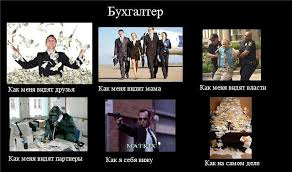 Бухгалтер
Как меня видят друзья
Как меня видит мама
Как меня видят власти
MATRIX
Как меня видят партнеры
Как я себя вижу
Как на самом деле